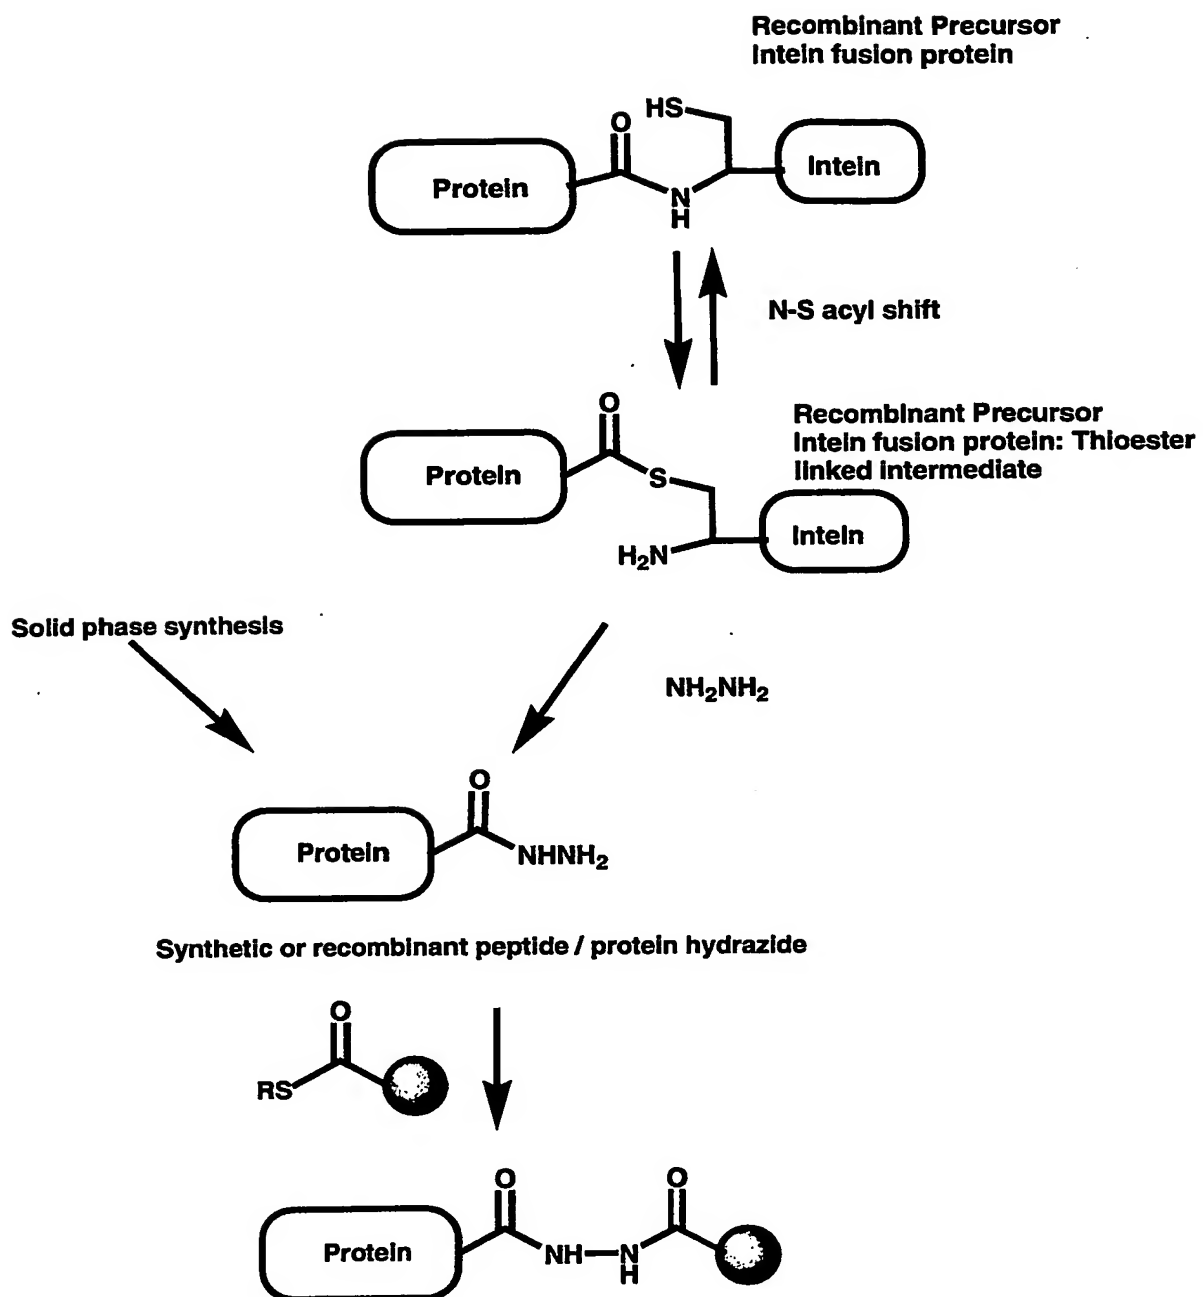 Recombinant Precursor
Intein fusion protein
HS
O
Protein
N
H
Intein
N-S acyl shift
O
Recombinant Precursor
Intein fusion protein: Thioester
linked intermediate
Protein
S
H₂N
Intein
Solid phase synthesis
NH₂NH₂
O
Protein
NHNH₂
Synthetic or recombinant peptide / protein hydrazide
O
RS
O
O
Protein
NH
N
H